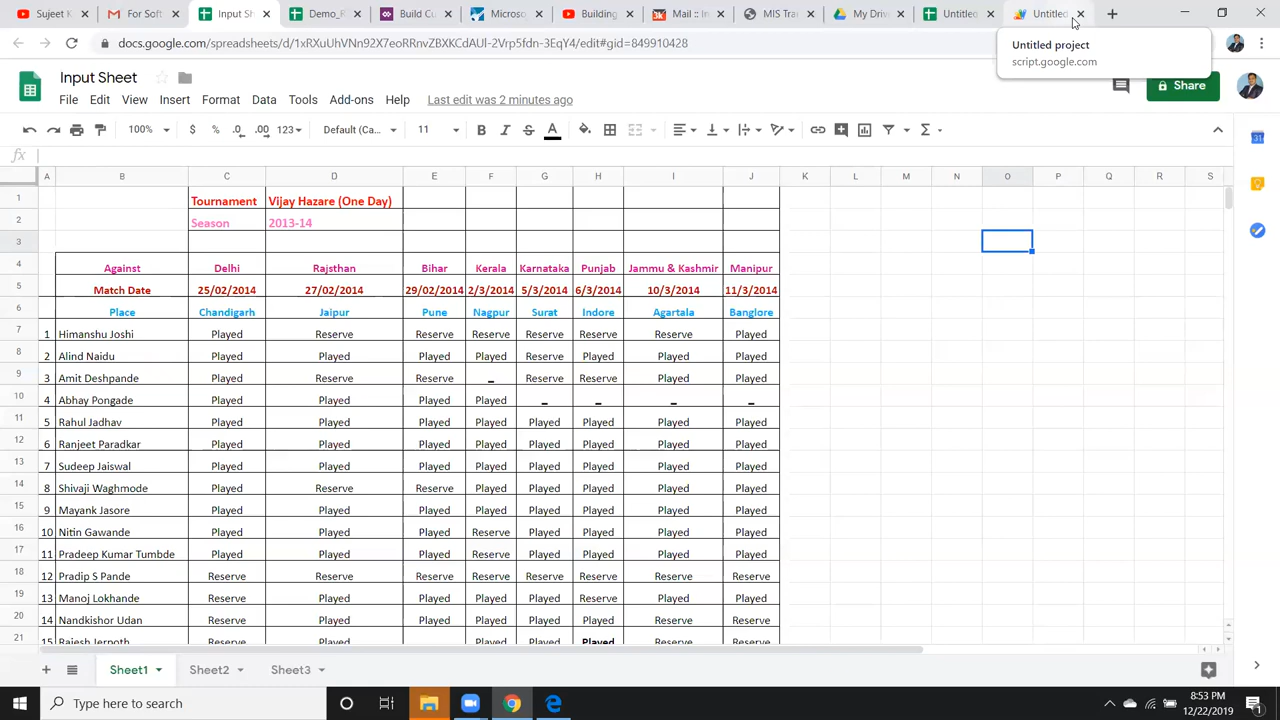 Sujeet K
For Soft
Input Sh
Demo_R
Build Cu
Microso
Building
Mail :: In
MIS Tra
My Driv
Untitled
Untitled
docs.google.com/spreadsheets/d/1xRXuUhVNn92X7eoRRnvZBXKCdAUl-2Vrp5fdn-3EqY4/edit#gid=849910428
Untitled project
script.google.com
Input Sheet
File Edit View Insert Format Data Tools Add-ons Help Last edit was 2 minutes ago
Share
100% $ % .0 .00 123 Default (Ca... 11 B I S A
fx
A B C D E F G H I J K L M N O P Q R S
1 Tournament Vijay Hazare (One Day)
2 Season 2013-14
3
4 Against Delhi Rajsthan Bihar Kerala Karnataka Punjab Jammu & Kashmir Manipur
5 Match Date 25/02/2014 27/02/2014 29/02/2014 2/3/2014 5/3/2014 6/3/2014 10/3/2014 11/3/2014
6 Place Chandigarh Jaipur Pune Nagpur Surat Indore Agartala Banglore
7 1 Himanshu Joshi Played Reserve Reserve Reserve Reserve Reserve Reserve Played
8 2 Alind Naidu Played Played Played Played Reserve Played Played Played
9 3 Amit Deshpande Played Reserve Reserve - Reserve Reserve Played Played
10 4 Abhay Pongade Played Played Played Played - - - -
11 5 Rahul Jadhav Played Played Played Played Played Played Played Played
12 6 Ranjeet Paradkar Played Played Played Played Played Played Played Played
13 7 Sudeep Jaiswal Played Played Played Played Played Played Played Played
14 8 Shivaji Waghmode Played Reserve Played Played Played Played Played Played
15 9 Mayank Jasore Played Played Played Played Played Played Played Played
16 10 Nitin Gawande Played Played Played Reserve Played Played Played Played
17 11 Pradeep Kumar Tumbde Played Played Played Reserve Played Played Played Played
18 12 Pradip S Pande Reserve Reserve Reserve Reserve Reserve Reserve Reserve Reserve
19 13 Manoj Lokhande Reserve Played Played Played Played Reserve Played Played
20 14 Nandkishor Udan Reserve Played Played Reserve Played Played Played Reserve
21 15 Rajesh Jernoth Reserve Played Played Played Played Reserve Reserve
Sheet1 Sheet2 Sheet3
Type here to search
8:53 PM
12/22/2019